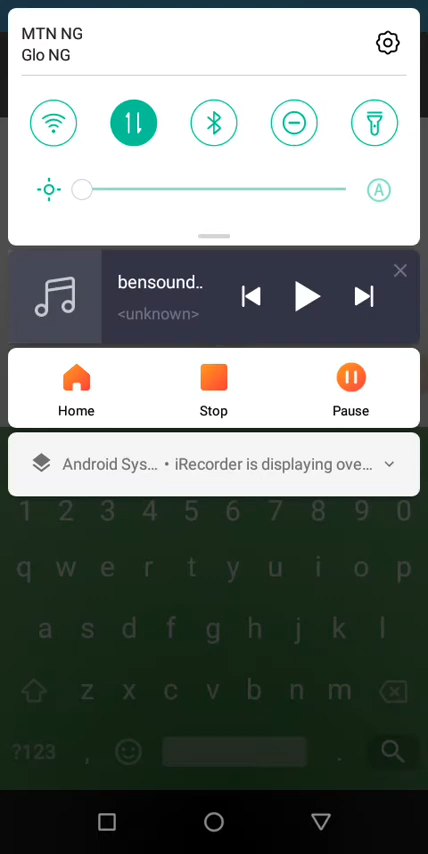 MTN NG
Glo NG
A
bensound..
<unknown>
Home Stop Pause
Android Sys... • iRecorder is displaying ove...
1 2 3 4 5 6 7 8 9 0
q w e r t y u i o p
a s d f g h j k l
z x c v b n m
?123 , .